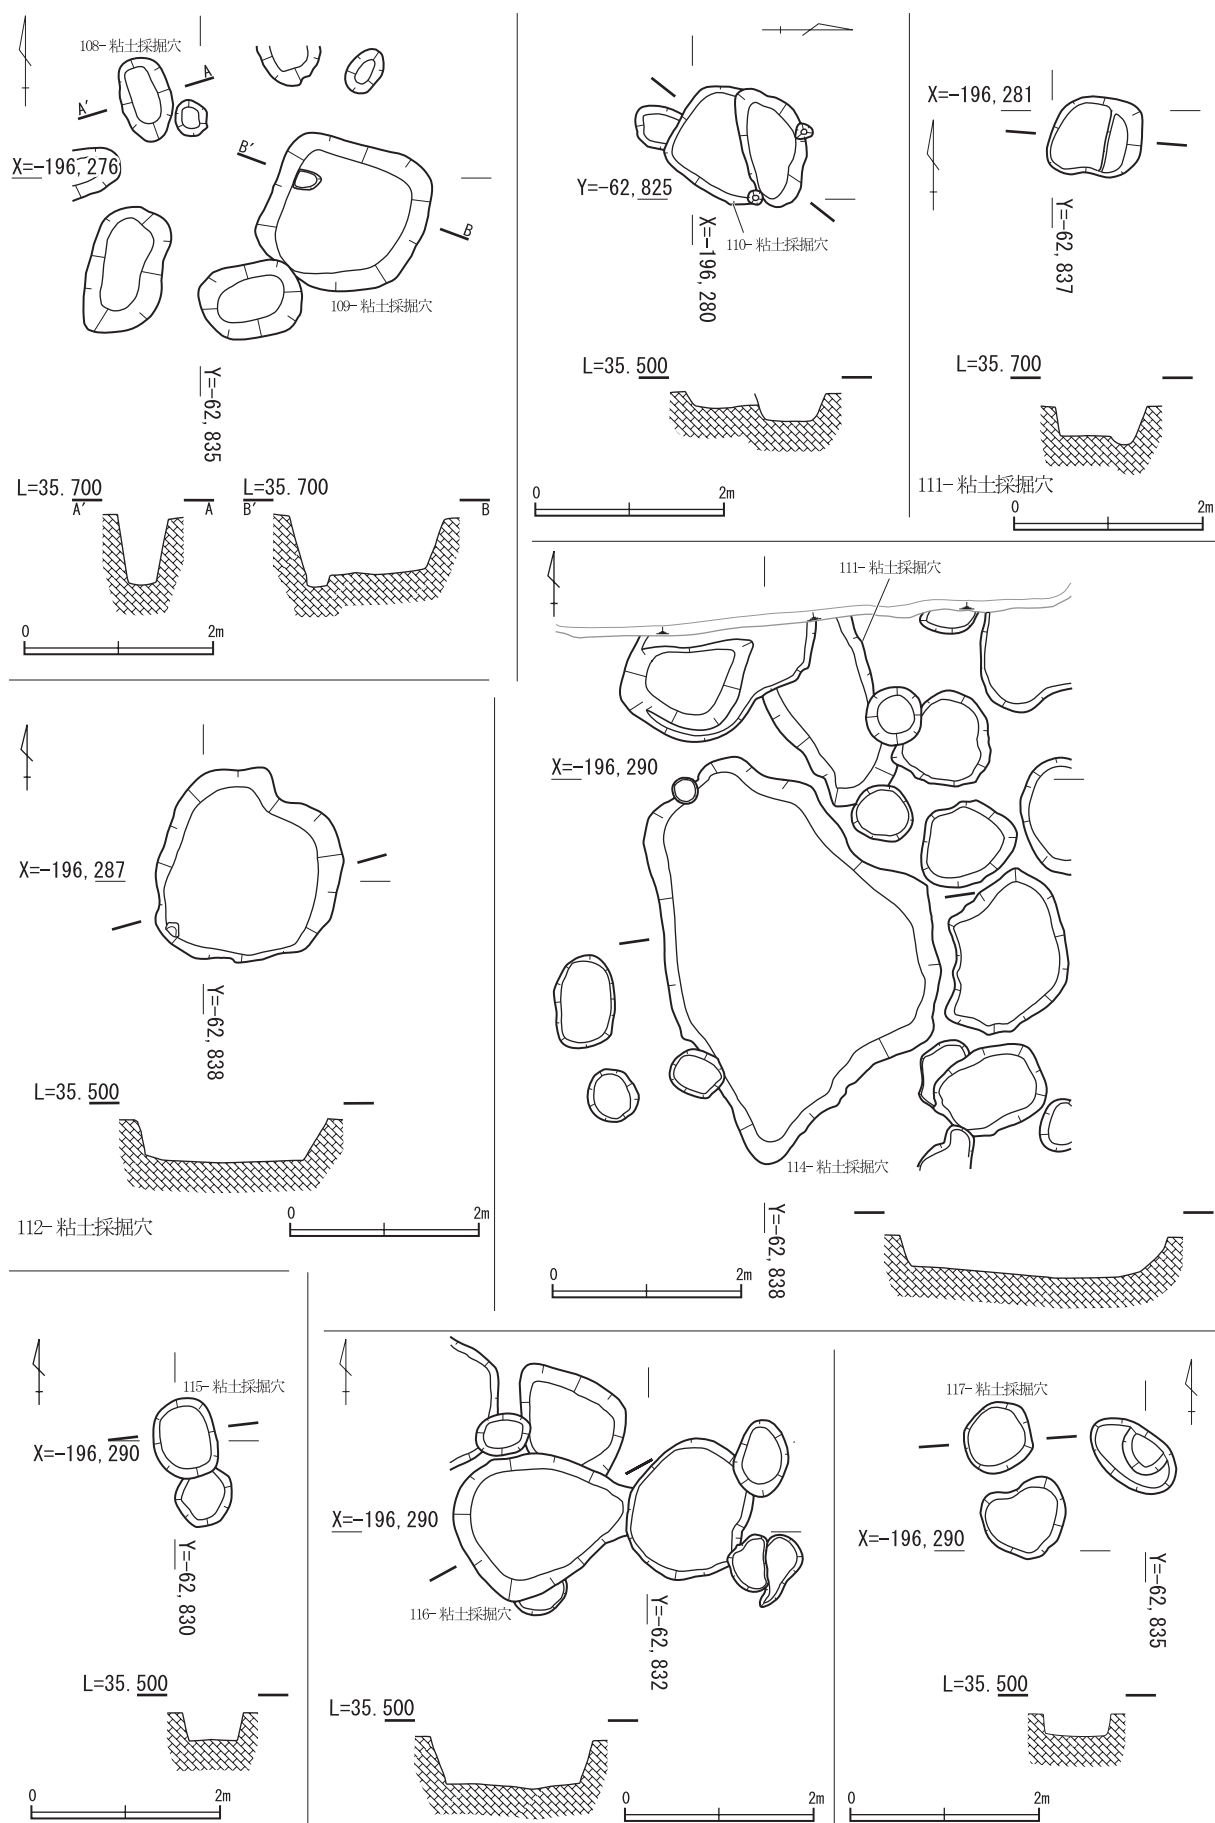 108-粘土採掘穴
A
A'
X=-196, 276
B'
B
109-粘土採掘穴
Y=-62, 835
L=35. 700
A'
A
L=35. 700
B'
B
0
2m
Y=-62, 825
X=-196, 280
110-粘土採掘穴
L=35. 500
0
2m
X=-196, 281
Y=-62, 837
L=35. 700
111-粘土採掘穴
0
2m
X=-196, 287
Y=-62, 838
L=35. 500
112-粘土採掘穴
0
2m
111-粘土採掘穴
X=-196, 290
114-粘土採掘穴
Y=-62, 838
0
2m
115-粘土採掘穴
X=-196, 290
Y=-62, 830
L=35. 500
0
2m
X=-196, 290
116-粘土採掘穴
Y=-62, 832
L=35. 500
0
2m
117-粘土採掘穴
X=-196, 290
Y=-62, 835
L=35. 500
0
2m